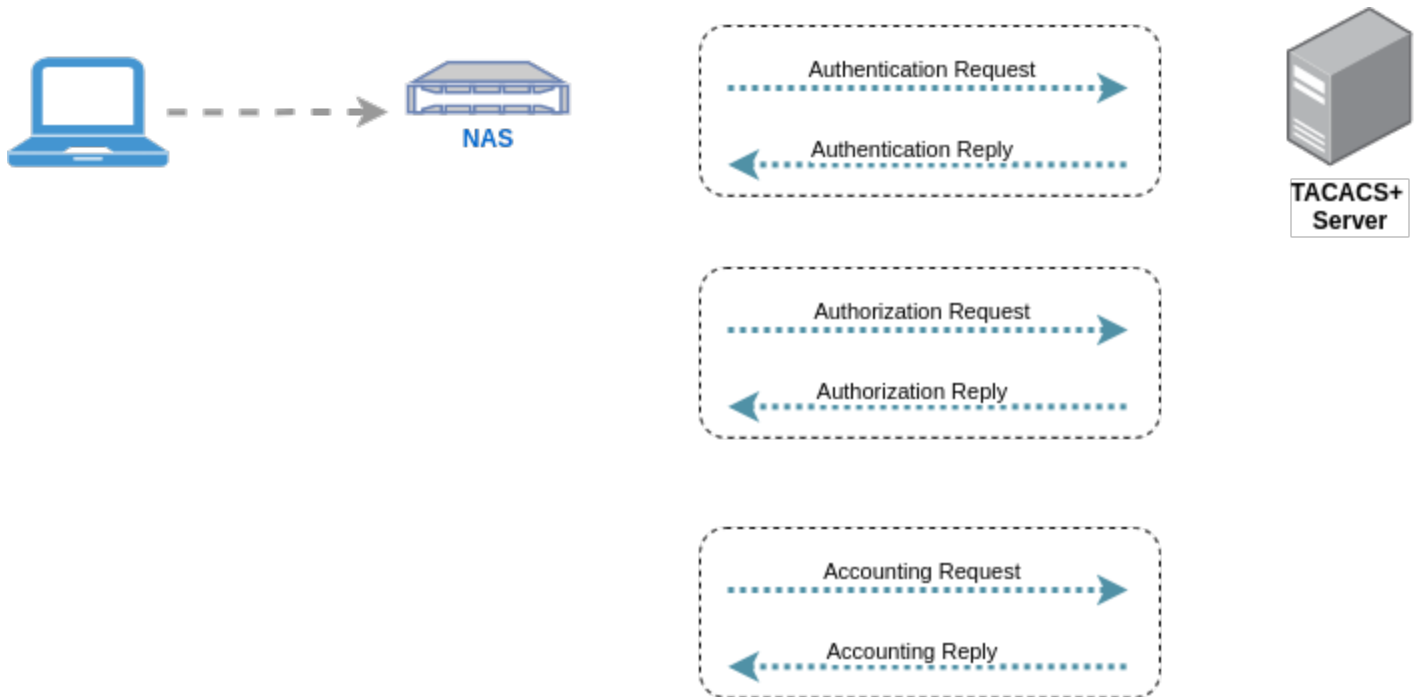 Authentication Request
NAS
Authentication Reply
TACACS+
Server
Authorization Request
Authorization Reply
Accounting Request
Accounting Reply